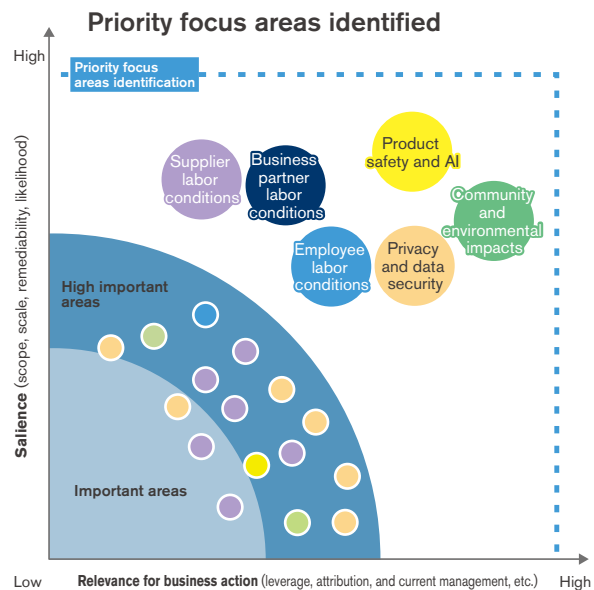 Priority focus areas identified
High
Priority focus
areas identification
Supplier
labor
conditions
Business
partner
labor
conditions
Product
safety and AI
Community
and
environmental
impacts
Employee
labor
conditions
Privacy
and data
security
Salience (scope, scale, remediability, likelihood)
High important
areas
Important areas
Low
Relevance for business action (leverage, attribution, and current management, etc.)
High